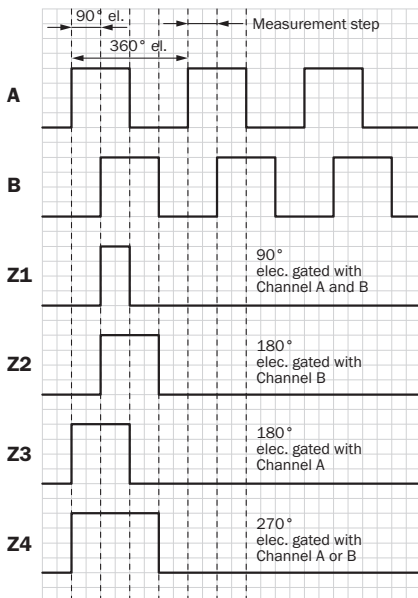 90° el.
Measurement step
360° el.
A
B
Z1
90°
elec. gated with
Channel A and B
Z2
180°
elec. gated with
Channel B
Z3
180°
elec. gated with
Channel A
Z4
270°
elec. gated with
Channel A or B